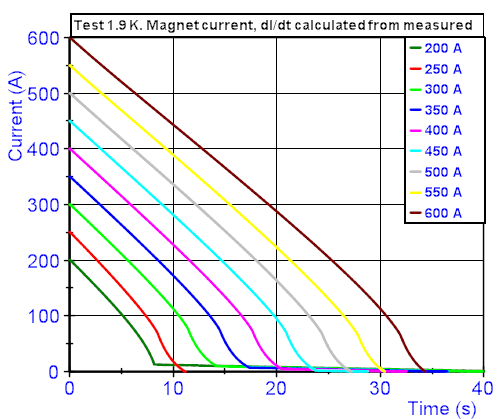 Test 1.9 K. Magnet current, dI/dt calculated from measured
Current (A)
600
500
400
300
200
100
0
200 A
250 A
300 A
350 A
400 A
450 A
500 A
550 A
600 A
0 10 20 30 40
Time (s)